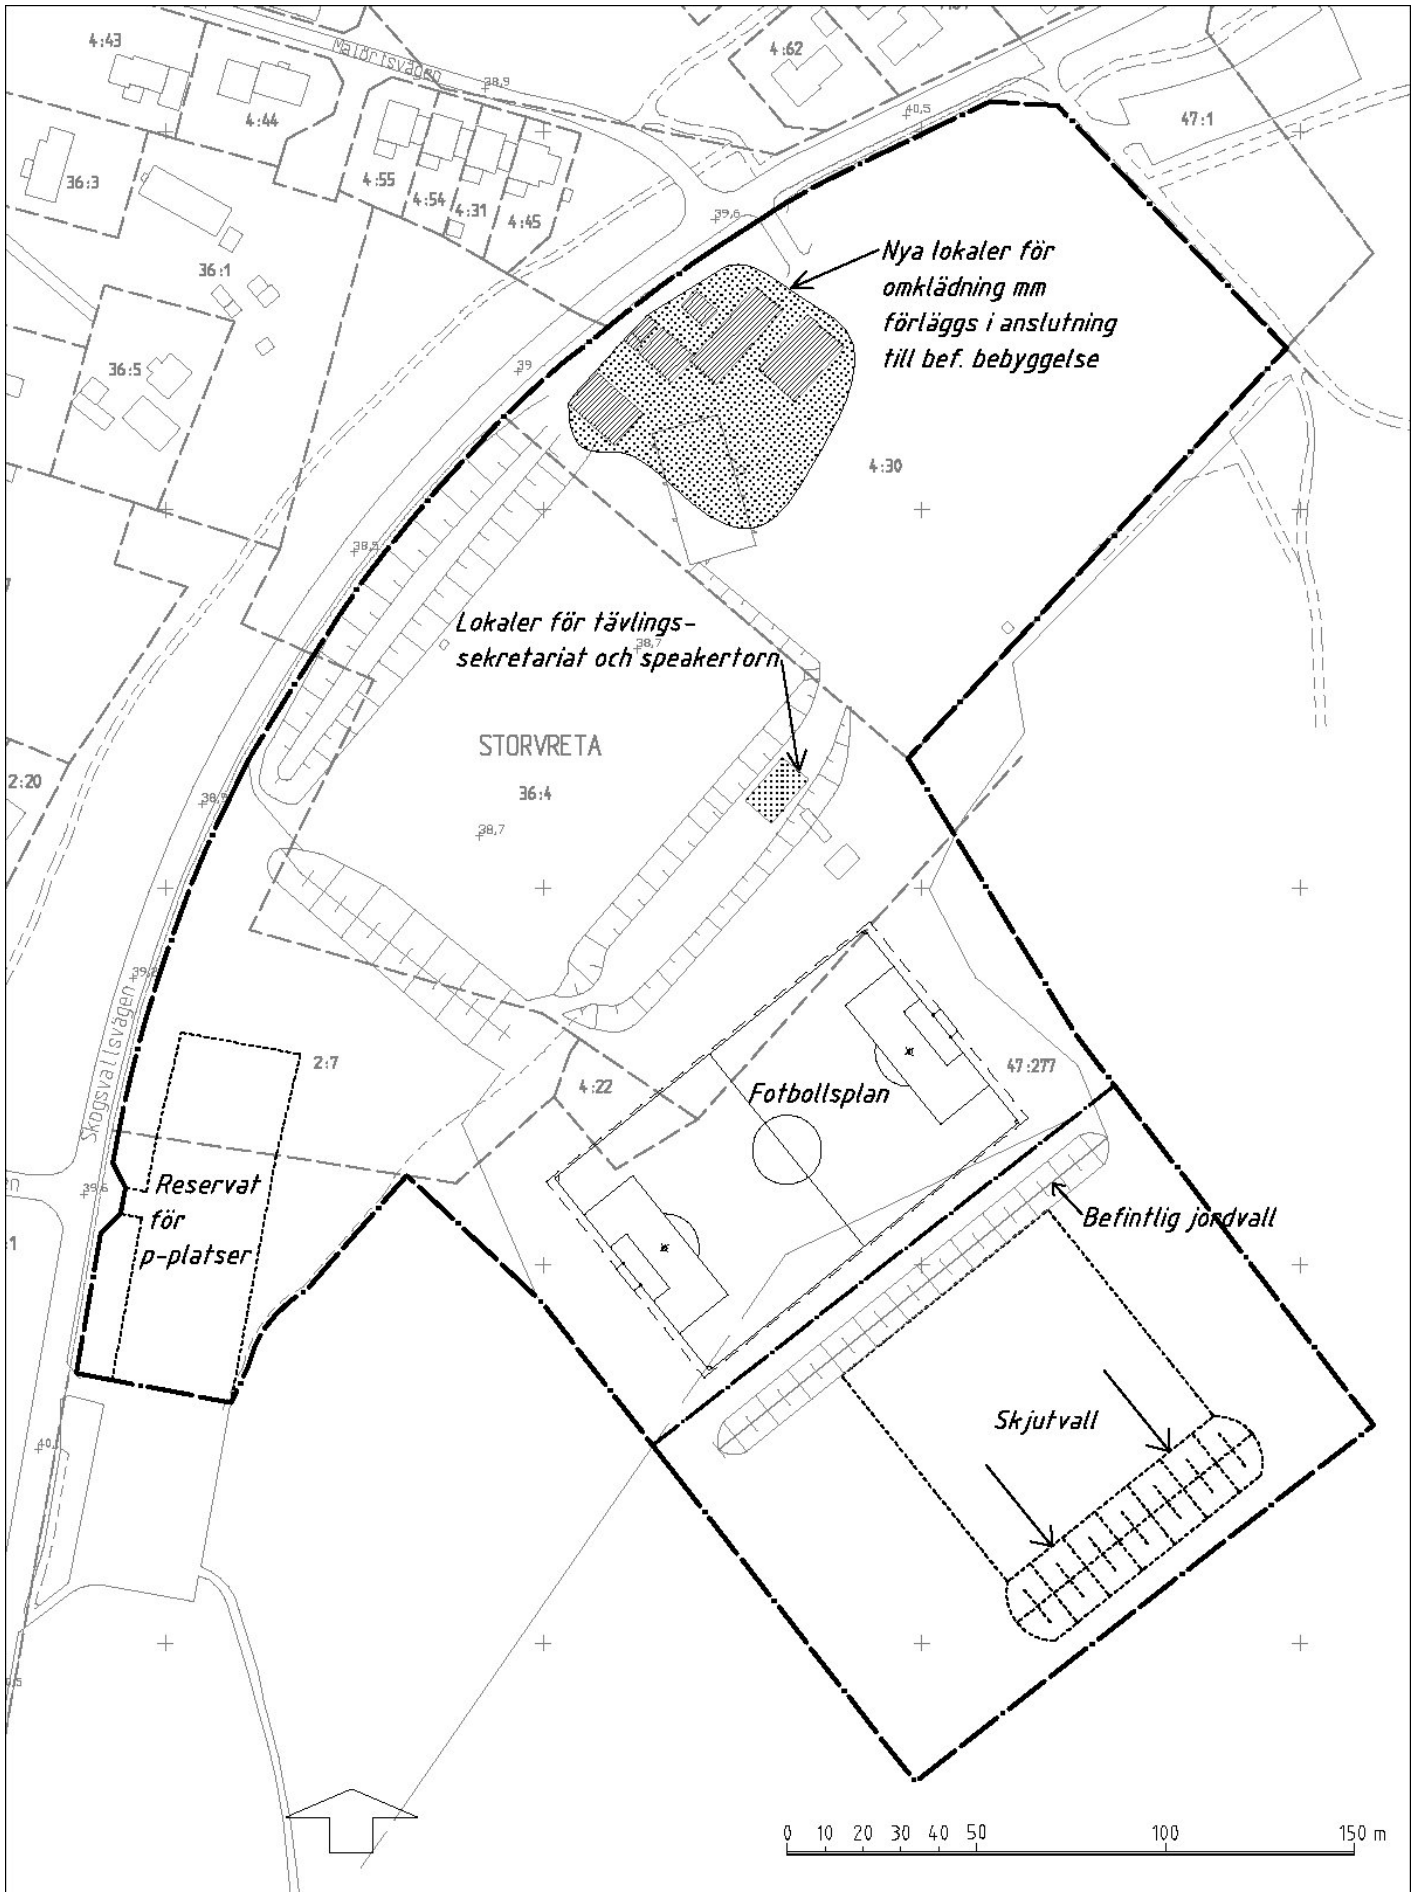 4:43
Malörtsvägen
4:62
38,9
4:44
40,5
47:1
36:3
4:55
4:54
4:31
4:45
39,6
36:1
Nya lokaler för
omklädning mm
förläggs i anslutning
till bef. bebyggelse
36:5
39
4:30
38,5
Lokaler för tävlings-
sekretariat och speakertorn
38,7
STORVRETA
36:4
2:20
38,7
Skogsvallsvägen
2:7
4:22
Fotbollsplan
47:277
Reservat
för
p-platser
39,6
:1
Befintlig jordvall
Skjutvall
0 10 20 30 40 50 100 150 m